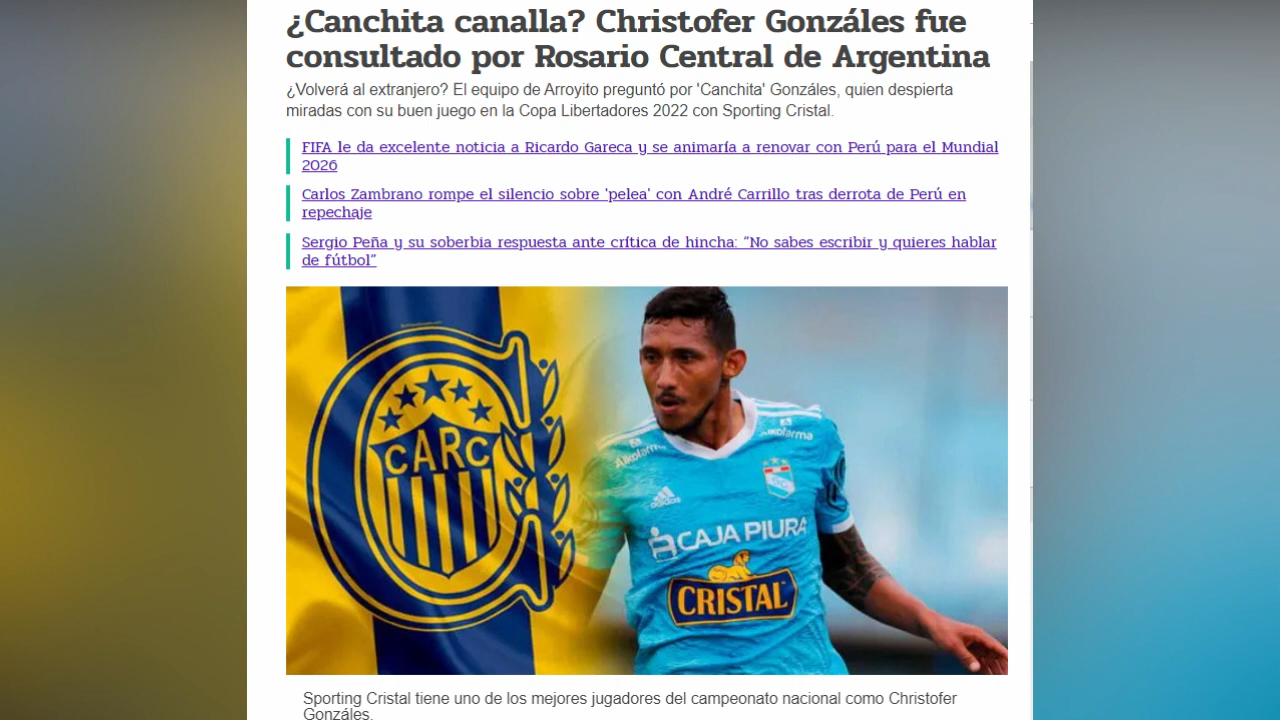 ¿Canchita canalla? Christofer Gonzáles fue
consultado por Rosario Central de Argentina
¿Volverá al extranjero? El equipo de Arroyito preguntó por 'Canchita' Gonzáles, quien despierta
miradas con su buen juego en la Copa Libertadores 2022 con Sporting Cristal.
FIFA le da excelente noticia a Ricardo Gareca y se animaría a renovar con Perú para el Mundial
2026
Carlos Zambrano rompe el silencio sobre 'pelea' con André Carrillo tras derrota de Perú en
repechaje
Sergio Peña y su soberbia respuesta ante crítica de hincha: “No sabes escribir y quieres hablar
de fútbol”
CARC
Alkofarma
Alkofarma
adidas
CAJA PIURA
CRISTAL
Sporting Cristal tiene uno de los mejores jugadores del campeonato nacional como Christofer
Gonzáles.